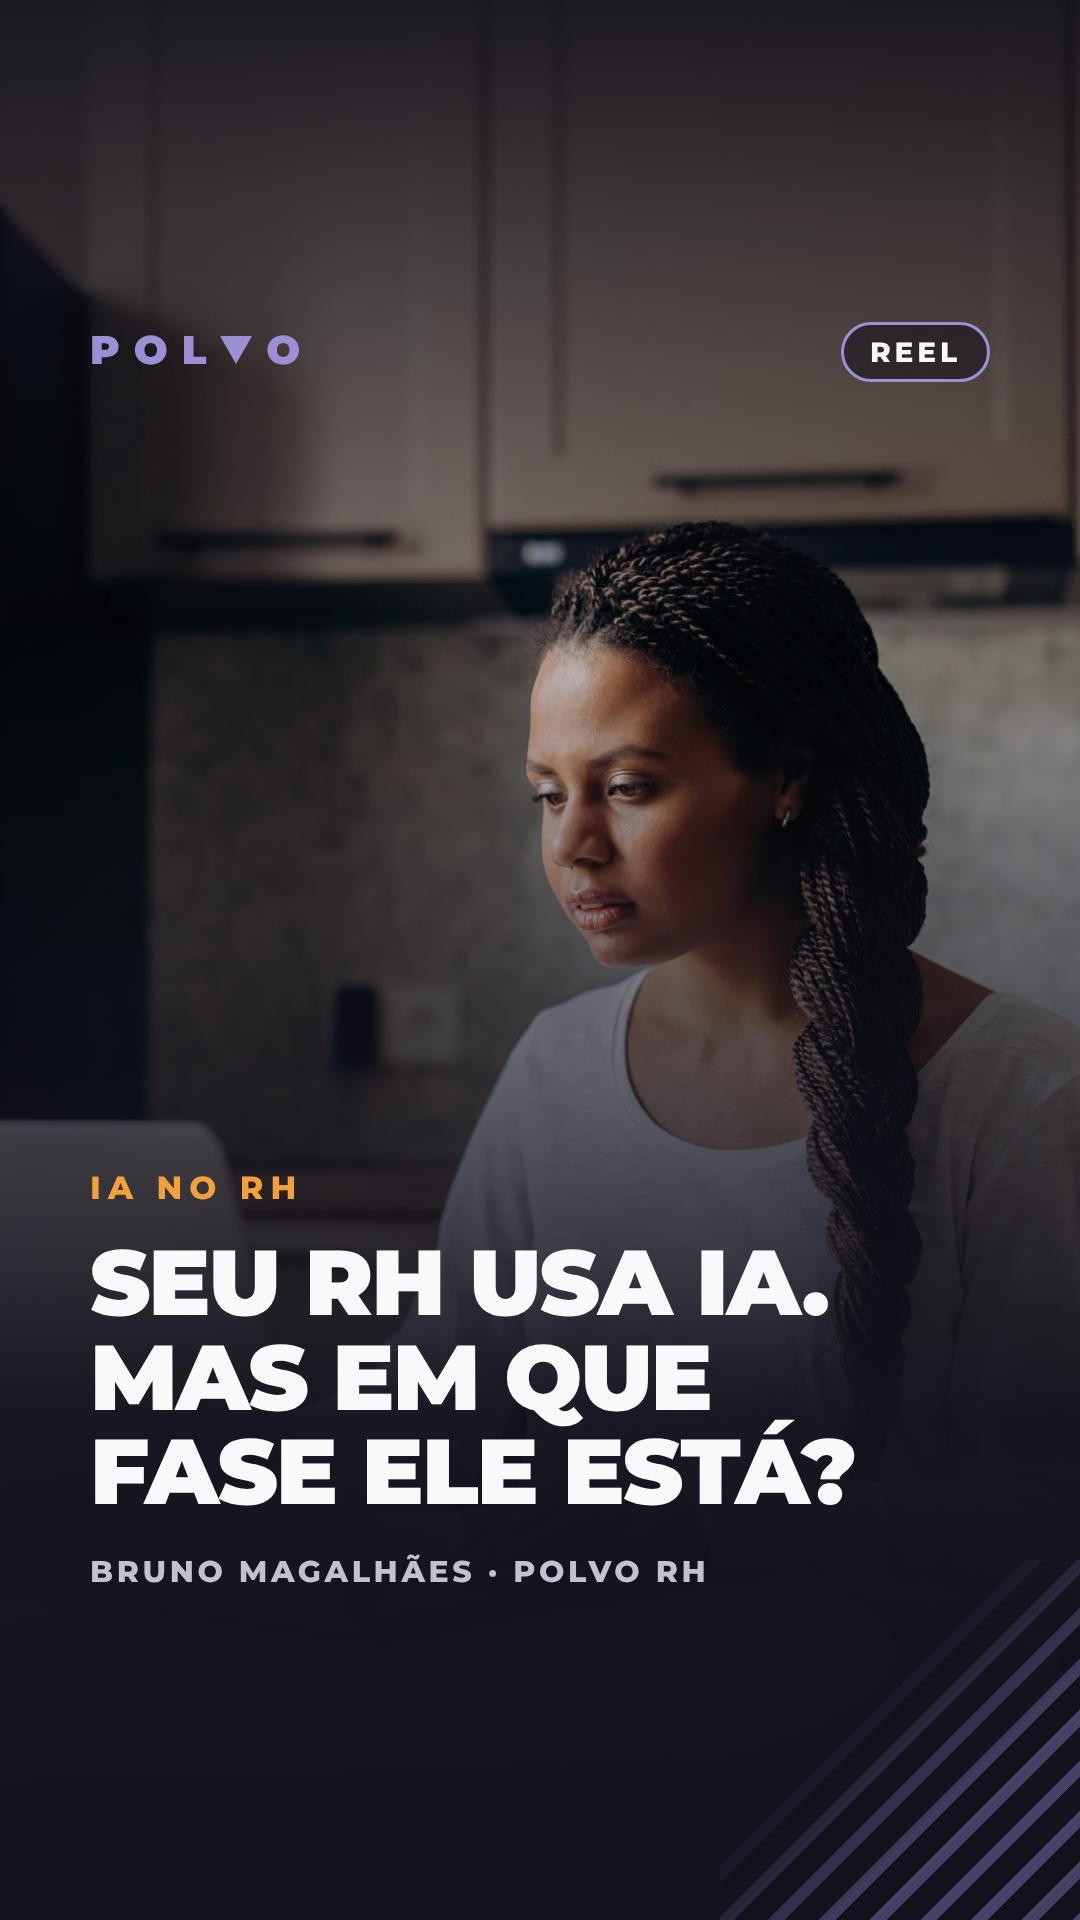 POLVO
REEL
IA NO RH
SEU RH USA IA.
MAS EM QUE
FASE ELE ESTÁ?
BRUNO MAGALHÃES · POLVO RH